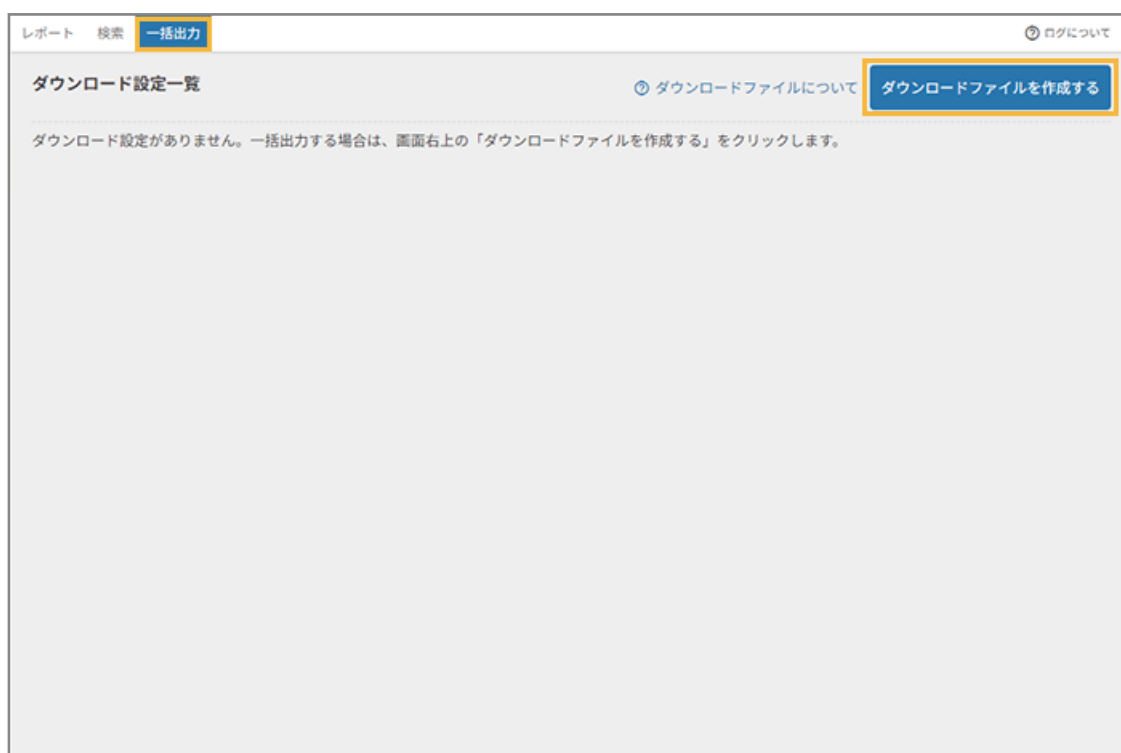 レポート 検索 一括出力 ログについて
ダウンロード設定一覧 ダウンロードファイルについて ダウンロードファイルを作成する
ダウンロード設定がありません。一括出力する場合は、画面右上の「ダウンロードファイルを作成する」をクリックします。